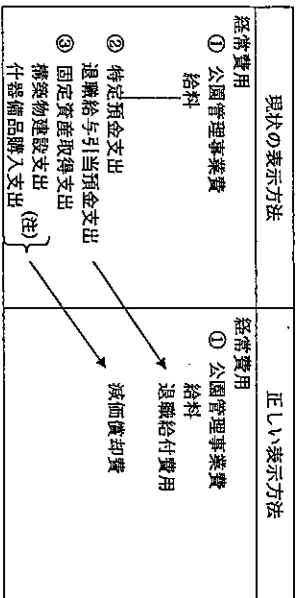 現状の表示方法
経常費用
① 公園管理事業費
給料
② 特定預金支出
退職給与引当預金支出
③ 固定資産取得支出
構築物建設支出
什器備品購入支出
(注)
正しい表示方法
経常費用
① 公園管理事業費
給料
退職給付費用
減価償却費